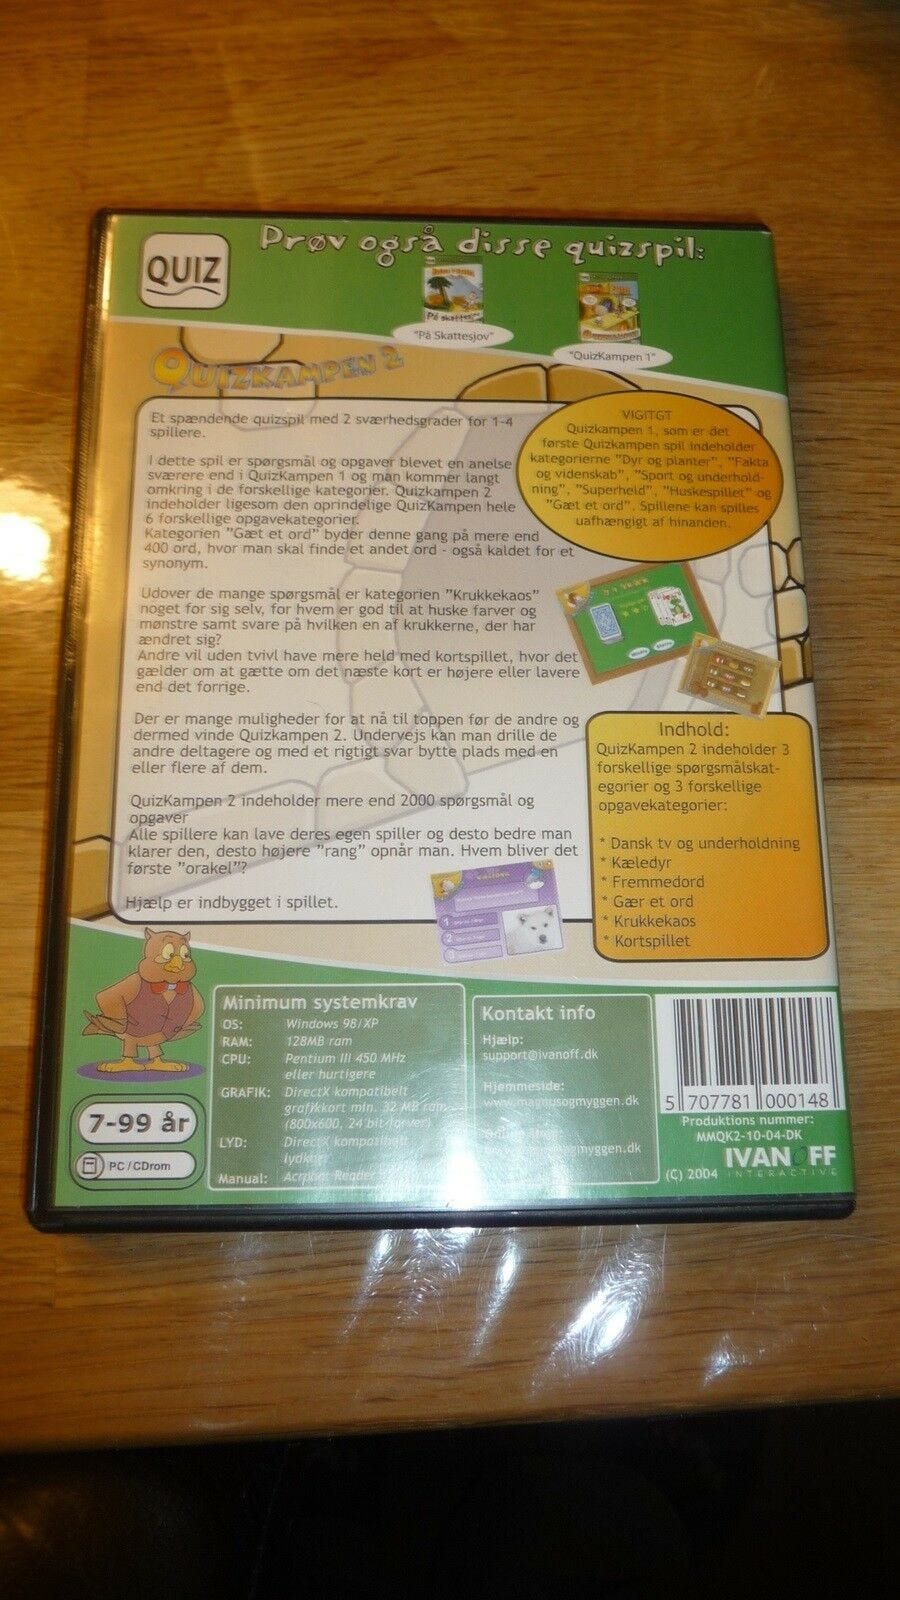 Prøv også disse quizspil:
QUIZ
"På Skattesjov"
"QuizKampen 1"
QUIZKAMPEN 2
Et spændende quizspil med 2 sværhedsgrader for 1-4
spillere.
I dette spil er spørgsmål og opgaver blevet en anelse
sværere end i QuizKampen 1 og man kommer langt
omkring i de forskellige kategorier. Quizkampen 2
indeholder ligesom den oprindelige QuizKampen hele
6 forskellige opgavekategorier.
Kategorien "Gæt et ord" byder denne gang på mere end
400 ord, hvor man skal finde et andet ord - også kaldet for et
synonym.
Udover de mange spørgsmål er kategorien "Krukkekaos"
noget for sig selv, for hvem er god til at huske farver og
mønstre samt svare på hvilken en af krukkerne, der har
ændret sig?
Andre vil uden tvivl have mere held med kortspillet, hvor det
gælder om at gætte om det næste kort er højere eller lavere
end det forrige.
Der er mange muligheder for at nå til toppen før de andre og
dermed vinde Quizkampen 2. Undervejs kan man drille de
andre deltagere og med et rigtigt svar bytte plads med en
eller flere af dem.
QuizKampen 2 indeholder mere end 2000 spørgsmål og
opgaver
Alle spillere kan lave deres egen spiller og desto bedre man
klarer den, desto højere "rang" opnår man. Hvem bliver det
første "orakel"?
Hjælp er indbygget i spillet.
VIGITGT
Quizkampen 1, som er det
første Quizkampen spil indeholder
kategorierne "Dyr og planter", "Fakta
og videnskab", "Sport og underhold-
ning", "Superheld", "Huskespillet" og
"Gæt et ord". Spillene kan spilles
uafhængigt af hinanden.
Indhold:
QuizKampen 2 indeholder 3
forskellige spørgsmålskat-
egorier og 3 forskellige
opgavekategorier:
* Dansk tv og underholdning
* Kæledyr
* Fremmedord
* Gær et ord
* Krukkekaos
* Kortspillet
7-99 år
PC / CDrom
Minimum systemkrav
OS: Windows 98/XP
RAM: 128MB ram
CPU: Pentium III 450 MHz
eller hurtigere
GRAFIK: DirectX kompatibelt
grafikkort min. 32 MB ram
(800x600, 24 bit farver)
LYD: DirectX kompatibelt
lydkort
Manual: Acrobat Reader
Kontakt info
Hjælp:
support@ivanoff.dk
Hjemmeside:
www.magnusogmyggen.dk
5 707781 000148
Produktions nummer:
MMQK2-10-04-DK
(C) 2004 IVANOFF
INTERACTIVE